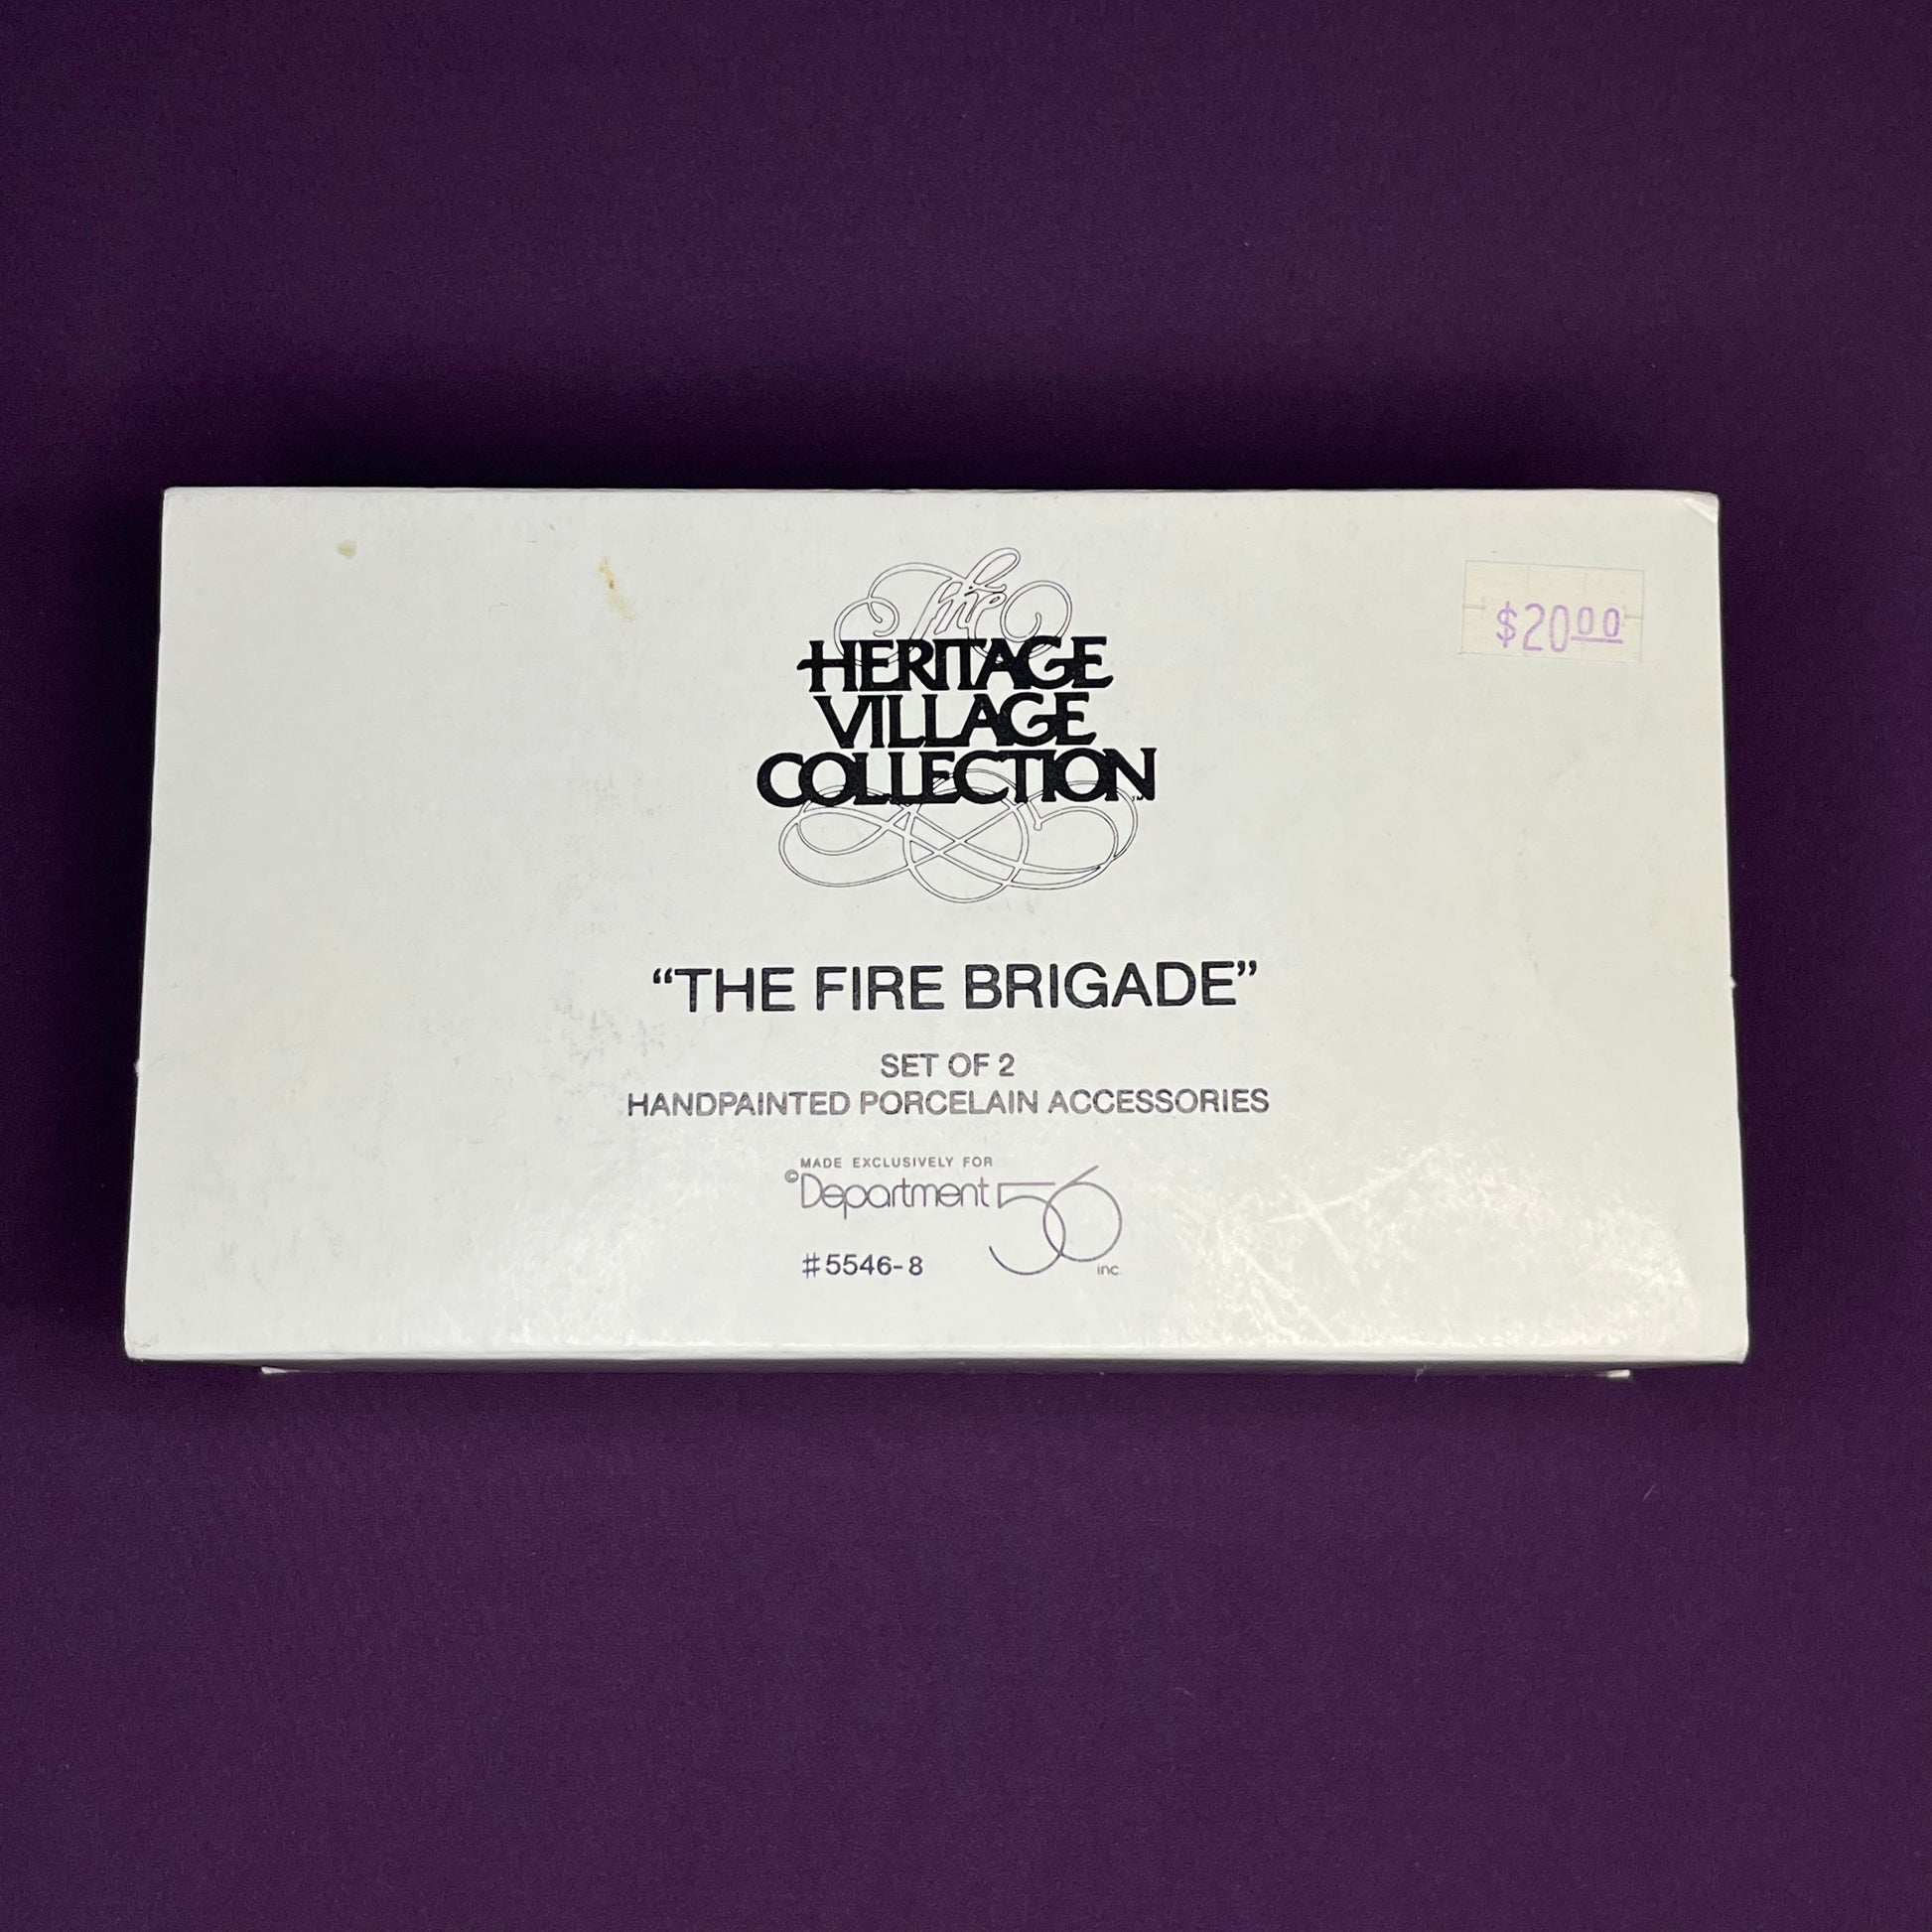 The
HERITAGE
VILLAGE
COLLECTION™
$20.00
“THE FIRE BRIGADE”
SET OF 2
HANDPAINTED PORCELAIN ACCESSORIES
MADE EXCLUSIVELY FOR
©Department 56
inc.
#5546-8